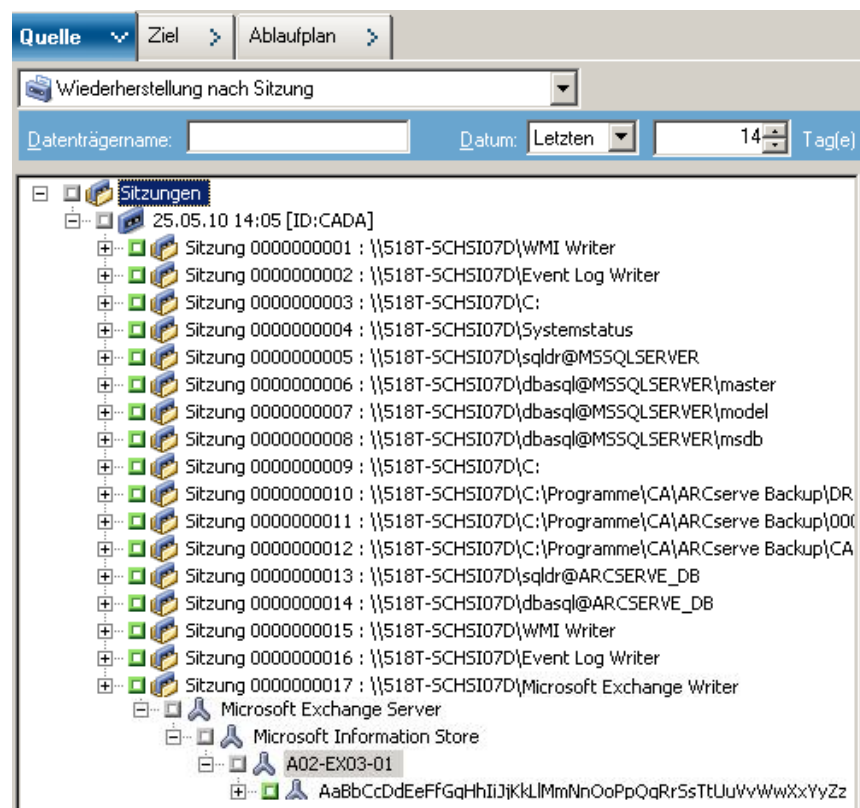 Quelle Ziel Ablaufplan
Wiederherstellung nach Sitzung
Datenträgername: Datum: Letzten 14 Tag(e)
Sitzungen
25.05.10 14:05 [ID:CADA]
Sitzung 0000000001 : \\518T-SCHSI07D\WMI Writer
Sitzung 0000000002 : \\518T-SCHSI07D\Event Log Writer
Sitzung 0000000003 : \\518T-SCHSI07D\C:
Sitzung 0000000004 : \\518T-SCHSI07D\Systemstatus
Sitzung 0000000005 : \\518T-SCHSI07D\sqldr@MSSQLSERVER
Sitzung 0000000006 : \\518T-SCHSI07D\dbasql@MSSQLSERVER\master
Sitzung 0000000007 : \\518T-SCHSI07D\dbasql@MSSQLSERVER\model
Sitzung 0000000008 : \\518T-SCHSI07D\dbasql@MSSQLSERVER\msdb
Sitzung 0000000009 : \\518T-SCHSI07D\C:
Sitzung 0000000010 : \\518T-SCHSI07D\C:\Programme\CA\ARCserve Backup\DR
Sitzung 0000000011 : \\518T-SCHSI07D\C:\Programme\CA\ARCserve Backup\000
Sitzung 0000000012 : \\518T-SCHSI07D\C:\Programme\CA\ARCserve Backup\CA
Sitzung 0000000013 : \\518T-SCHSI07D\sqldr@ARCSERVE_DB
Sitzung 0000000014 : \\518T-SCHSI07D\dbasql@ARCSERVE_DB
Sitzung 0000000015 : \\518T-SCHSI07D\WMI Writer
Sitzung 0000000016 : \\518T-SCHSI07D\Event Log Writer
Sitzung 0000000017 : \\518T-SCHSI07D\Microsoft Exchange Writer
Microsoft Exchange Server
Microsoft Information Store
A02-EX03-01
AaBbCcDdEeFfGgHhIiJjKkLlMmNnOoPpQqRrSsTtUuVvWwXxYyZz